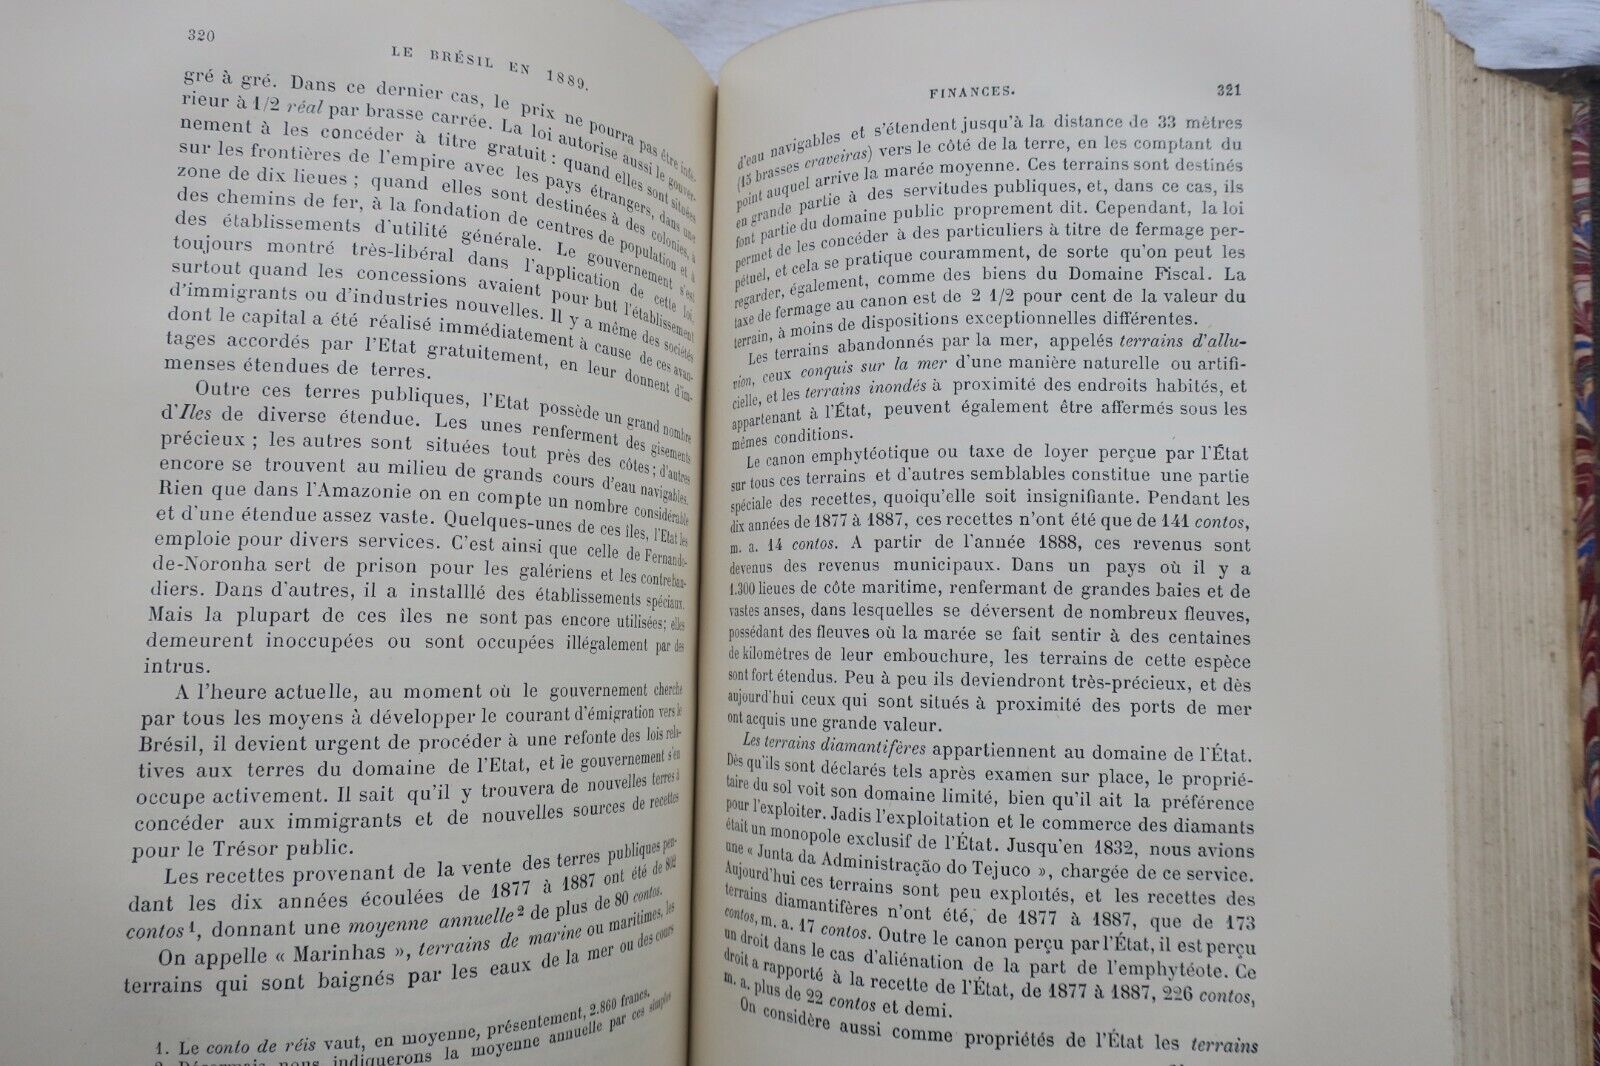 320
LE BRÉSIL EN 1889.
gré à gré. Dans ce dernier cas, le prix ne pourra pas être infé-
rieur à 1/2 réal par brasse carrée. La loi autorise aussi le gouver-
nement à les concéder à titre gratuit : quand elles sont situées
sur les frontières de l'empire avec les pays étrangers, dans une
zone de dix lieues ; quand elles sont destinées à des colonies, à
des chemins de fer, à la fondation de centres de population et à
des établissements d'utilité générale. Le gouvernement s'est
toujours montré très-libéral dans l'application de cette loi,
surtout quand les concessions avaient pour but l'établissement
d'immigrants ou d'industries nouvelles. Il y a même des sociétés
dont le capital a été réalisé immédiatement à cause de ces avan-
tages accordés par l'Etat gratuitement, en leur donnent d'im-
menses étendues de terres.
Outre ces terres publiques, l'Etat possède un grand nombre
d'Iles de diverse étendue. Les unes renferment des gisements
précieux ; les autres sont situées tout près des côtes ; d'autres
encore se trouvent au milieu de grands cours d'eau navigables.
Rien que dans l'Amazonie on en compte un nombre considérable
et d'une étendue assez vaste. Quelques-unes de ces îles, l'Etat les
emploie pour divers services. C'est ainsi que celle de Fernando-
de-Noronha sert de prison pour les galériens et les contreban-
diers. Dans d'autres, il a installlé des établissements spéciaux.
Mais la plupart de ces îles ne sont pas encore utilisées; elles
demeurent inoccupées ou sont occupées illégalement par des
intrus.
A l'heure actuelle, au moment où le gouvernement cherche
par tous les moyens à développer le courant d'émigration vers le
Brésil, il devient urgent de procéder à une refonte des lois rela-
tives aux terres du domaine de l'Etat, et le gouvernement s'en
occupe activement. Il sait qu'il y trouvera de nouvelles terres à
concéder aux immigrants et de nouvelles sources de recettes
pour le Trésor public.
Les recettes provenant de la vente des terres publiques pen-
dant les dix années écoulées de 1877 à 1887 ont été de 802
contos¹, donnant une moyenne annuelle² de plus de 80 contos.
On appelle « Marinhas », terrains de marine ou maritimes, les
terrains qui sont baignés par les eaux de la mer ou des cours
1. Le conto de réis vaut, en moyenne, présentement, 2.860 francs.
2. Désormais nous indiquerons la moyenne annuelle par ces simples
FINANCES.
321
d'eau navigables et s'étendent jusqu'à la distance de 33 mètres
(15 brasses craveiras) vers le côté de la terre, en les comptant du
point auquel arrive la marée moyenne. Ces terrains sont destinés
en grande partie à des servitudes publiques, et, dans ce cas, ils
font partie du domaine public proprement dit. Cependant, la loi
permet de les concéder à des particuliers à titre de fermage per-
pétuel, et cela se pratique couramment, de sorte qu'on peut les
regarder, également, comme des biens du Domaine Fiscal. La
taxe de fermage au canon est de 2 1/2 pour cent de la valeur du
terrain, à moins de dispositions exceptionnelles différentes.
Les terrains abandonnés par la mer, appelés terrains d'allu-
vion, ceux conquis sur la mer d'une manière naturelle ou artifi-
cielle, et les terrains inondés à proximité des endroits habités, et
appartenant à l'État, peuvent également être affermés sous les
mêmes conditions.
Le canon emphytéotique ou taxe de loyer perçue par l'État
sur tous ces terrains et d'autres semblables constitue une partie
spéciale des recettes, quoiqu'elle soit insignifiante. Pendant les
dix années de 1877 à 1887, ces recettes n'ont été que de 141 contos,
m. a. 14 contos. A partir de l'année 1888, ces revenus sont
devenus des revenus municipaux. Dans un pays où il y a
1.300 lieues de côte maritime, renfermant de grandes baies et de
vastes anses, dans lesquelles se déversent de nombreux fleuves,
possédant des fleuves où la marée se fait sentir à des centaines
de kilomètres de leur embouchure, les terrains de cette espèce
sont fort étendus. Peu à peu ils deviendront très-précieux, et dès
aujourd'hui ceux qui sont situés à proximité des ports de mer
ont acquis une grande valeur.
Les terrains diamantifères appartiennent au domaine de l'État.
Dès qu'ils sont déclarés tels après examen sur place, le proprié-
taire du sol voit son domaine limité, bien qu'il ait la préférence
pour l'exploiter. Jadis l'exploitation et le commerce des diamants
était un monopole exclusif de l'État. Jusqu'en 1832, nous avions
une « Junta da Administração do Tejuco », chargée de ce service.
Aujourd'hui ces terrains sont peu exploités, et les recettes des
terrains diamantifères n'ont été, de 1877 à 1887, que de 173
contos, m. a. 17 contos. Outre le canon perçu par l'État, il est perçu
un droit dans le cas d'aliénation de la part de l'emphytéote. Ce
droit a rapporté à la recette de l'État, de 1877 à 1887, 226 contos,
m. a. plus de 22 contos et demi.
On considère aussi comme propriétés de l'État les terrains